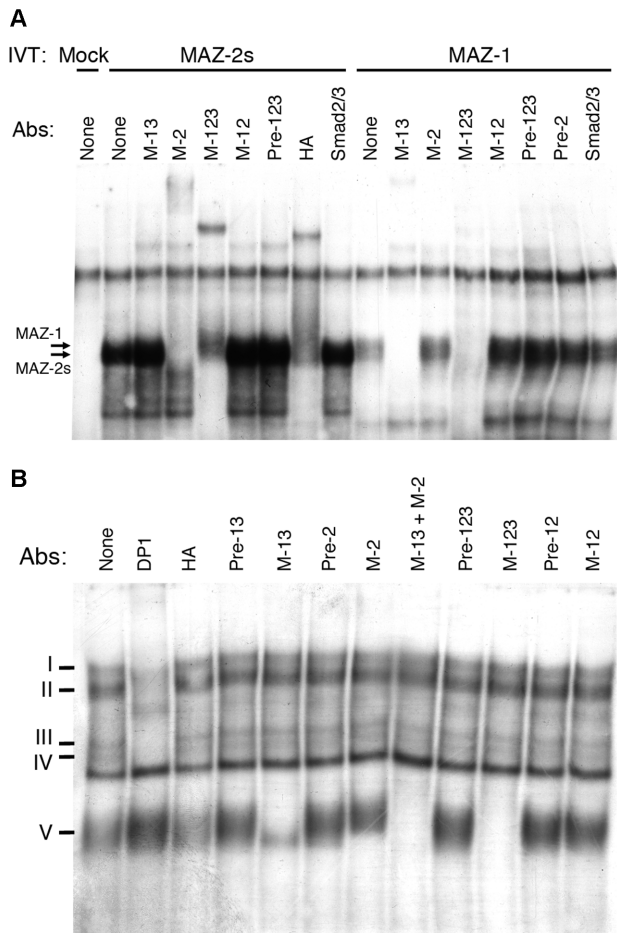 A
IVT: Mock MAZ-2s MAZ-1
Abs: None None M-13 M-2 M-123 M-12 Pre-123 HA Smad2/3 None M-13 M-2 M-123 M-12 Pre-123 Pre-2 Smad2/3
MAZ-1
MAZ-2s
B
Abs: None DP1 HA Pre-13 M-13 Pre-2 M-2 M-13 + M-2 Pre-123 M-123 Pre-12 M-12
I
II
III
IV
V